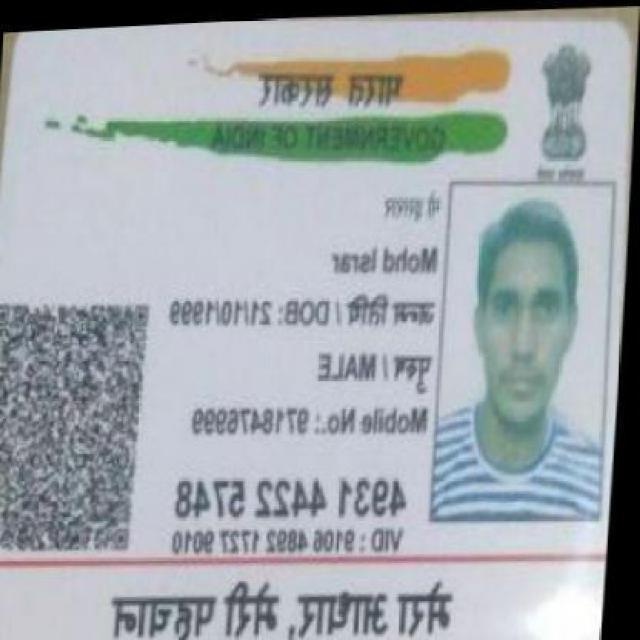 भारत सरकार
GOVERNMENT OF INDIA
मो इसरार
Mohd Israr
जन्म तिथि / DOB: 21/10/1999
पुरुष / MALE
Mobile No.: 9718476999
4931 4422 5748
VID : 9106 4892 1727 9010
मेरा आधार, मेरी पहचान